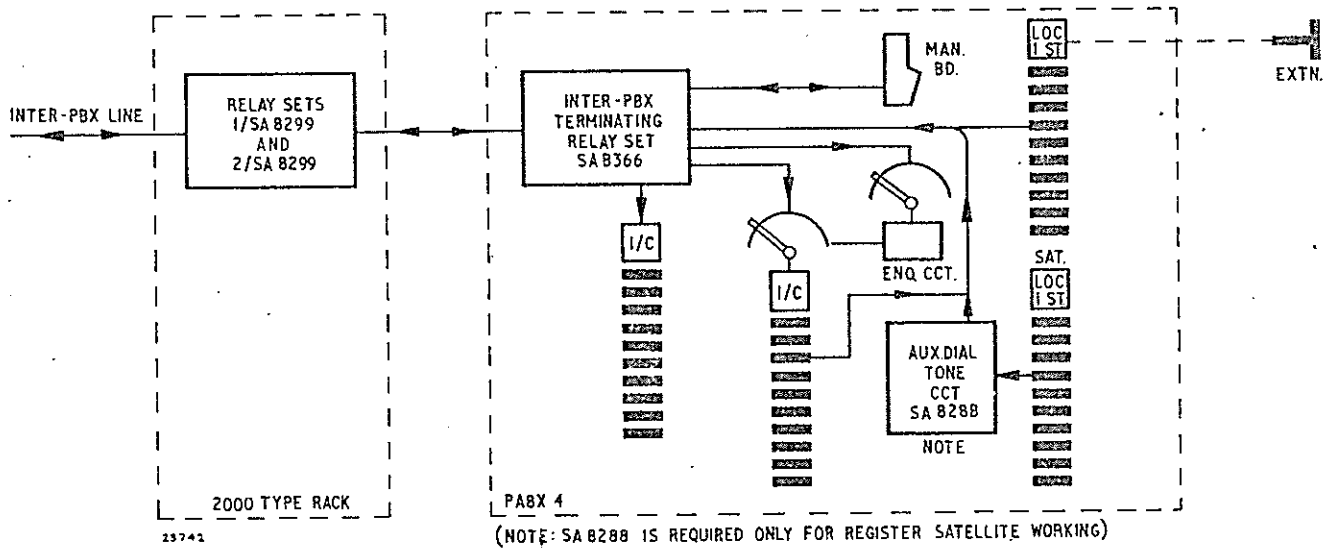 INTER-PBX LINE
RELAY SETS
1/SA 8299
AND
2/SA 8299
2000 TYPE RACK
INTER-PBX
TERMINATING
RELAY SET
SA8366
MAN.
BD.
LOC
1 ST
EXTN.
I/C
I/C
ENQ. CCT.
SAT.
LOC
1 ST
AUX.DIAL
TONE
CCT
SA 8288
NOTE
PABX 4
23742
(NOTE: SA 8288 IS REQUIRED ONLY FOR REGISTER SATELLITE WORKING)